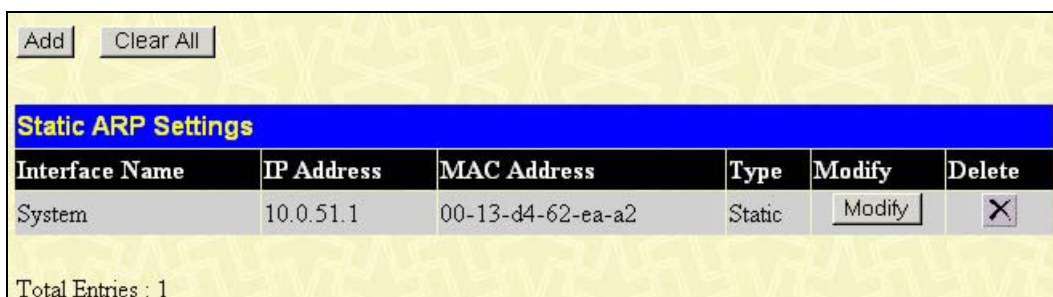 Add Clear All
Static ARP Settings
Interface Name IP Address MAC Address Type Modify Delete
System 10.0.51.1 00-13-d4-62-ea-a2 Static Modify X
Total Entries : 1